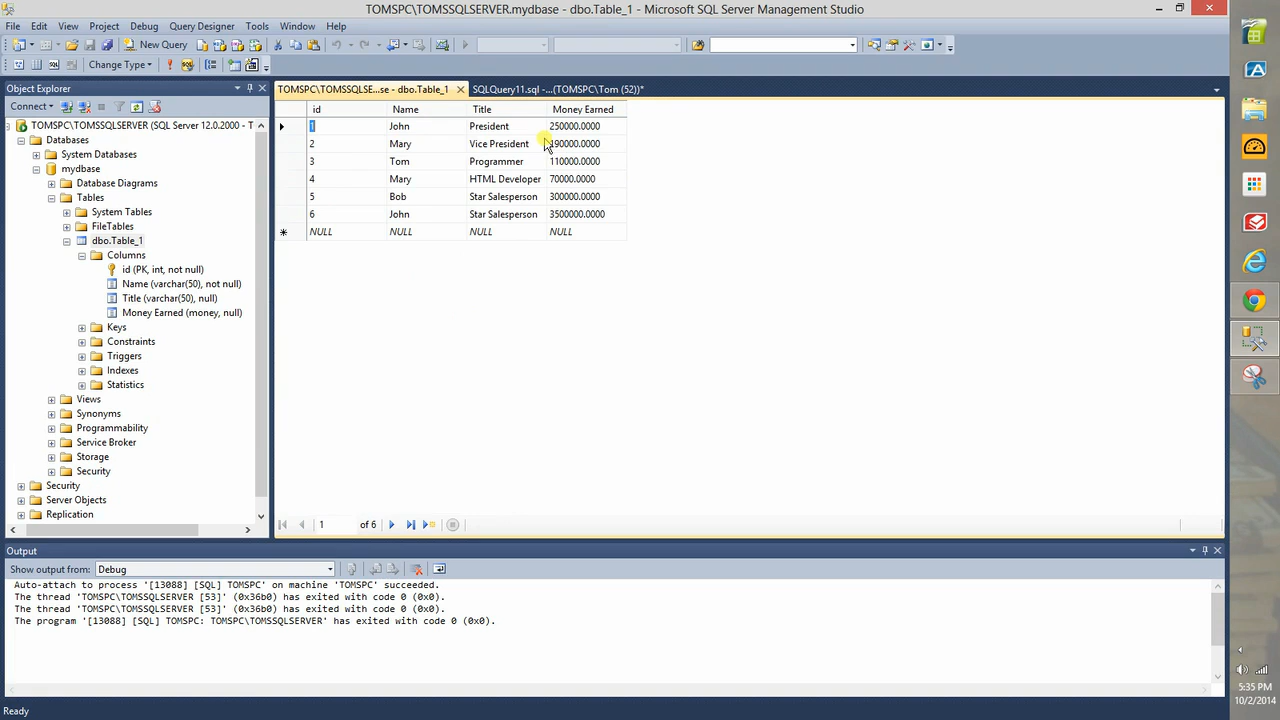 TOMSPC\TOMSSQLSERVER.mydbase - dbo.Table_1 - Microsoft SQL Server Management Studio
File Edit View Project Debug Query Designer Tools Window Help
New Query
Change Type
Object Explorer
Connect
TOMSPC\TOMSSQLSERVER (SQL Server 12.0.2000 - T
Databases
System Databases
mydbase
Database Diagrams
Tables
System Tables
FileTables
dbo.Table_1
Columns
id (PK, int, not null)
Name (varchar(50), not null)
Title (varchar(50), null)
Money Earned (money, null)
Keys
Constraints
Triggers
Indexes
Statistics
Views
Synonyms
Programmability
Service Broker
Storage
Security
Security
Server Objects
Replication
TOMSPC\TOMSSQLSE...se - dbo.Table_1 SQLQuery11.sql -...(TOMSPC\Tom (52))*
id Name Title Money Earned
1 John President 250000.0000
2 Mary Vice President 190000.0000
3 Tom Programmer 110000.0000
4 Mary HTML Developer 70000.0000
5 Bob Star Salesperson 300000.0000
6 John Star Salesperson 3500000.0000
NULL NULL NULL NULL
1 of 6
Output
Show output from: Debug
Auto-attach to process '[13088] [SQL] TOMSPC' on machine 'TOMSPC' succeeded.
The thread 'TOMSPC\TOMSSQLSERVER [53]' (0x36b0) has exited with code 0 (0x0).
The thread 'TOMSPC\TOMSSQLSERVER [53]' (0x36b0) has exited with code 0 (0x0).
The program '[13088] [SQL] TOMSPC: TOMSPC\TOMSSQLSERVER' has exited with code 0 (0x0).
Ready
5:35 PM
10/2/2014